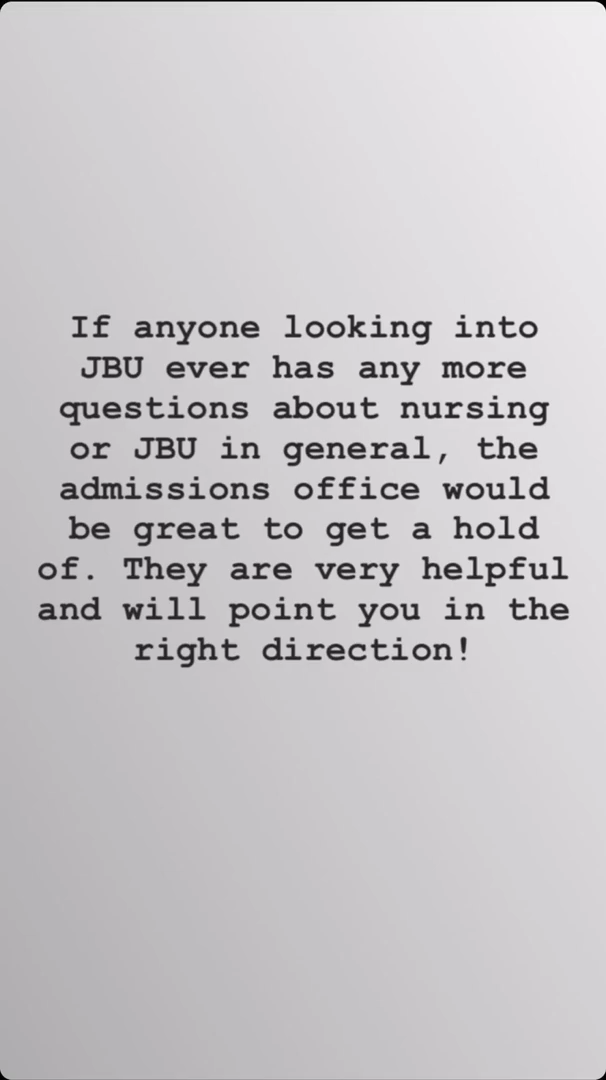 If anyone looking into
JBU ever has any more
questions about nursing
or JBU in general, the
admissions office would
be great to get a hold
of. They are very helpful
and will point you in the
right direction!